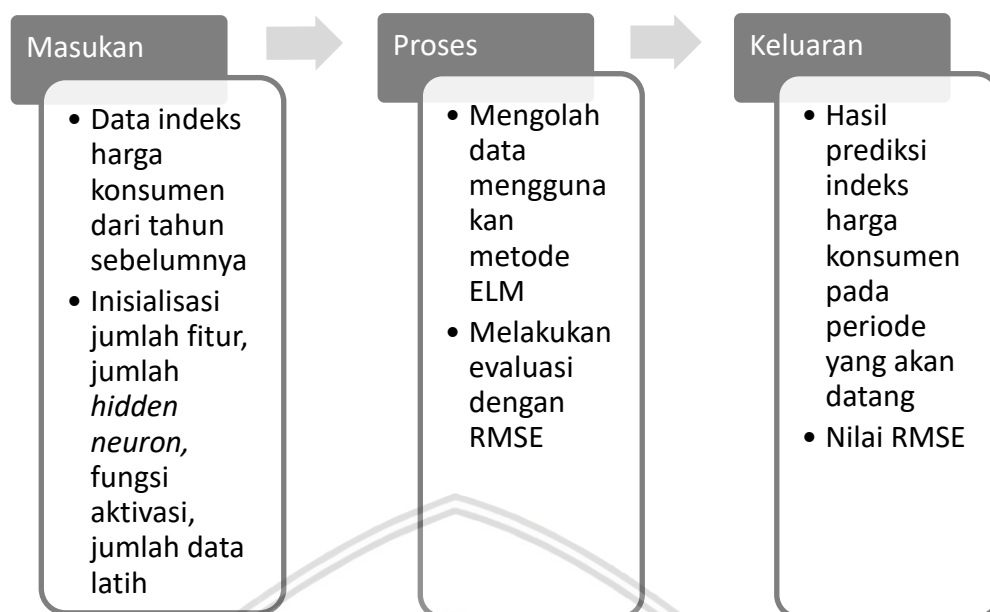 Masukan
• Data indeks
harga
konsumen
dari tahun
sebelumnya
• Inisialisasi
jumlah fitur,
jumlah
hidden
neuron,
fungsi
aktivasi,
jumlah data
latih
Proses
• Mengolah
data
mengguna
kan
metode
ELM
• Melakukan
evaluasi
dengan
RMSE
Keluaran
• Hasil
prediksi
indeks
harga
konsumen
pada
periode
yang akan
datang
• Nilai RMSE